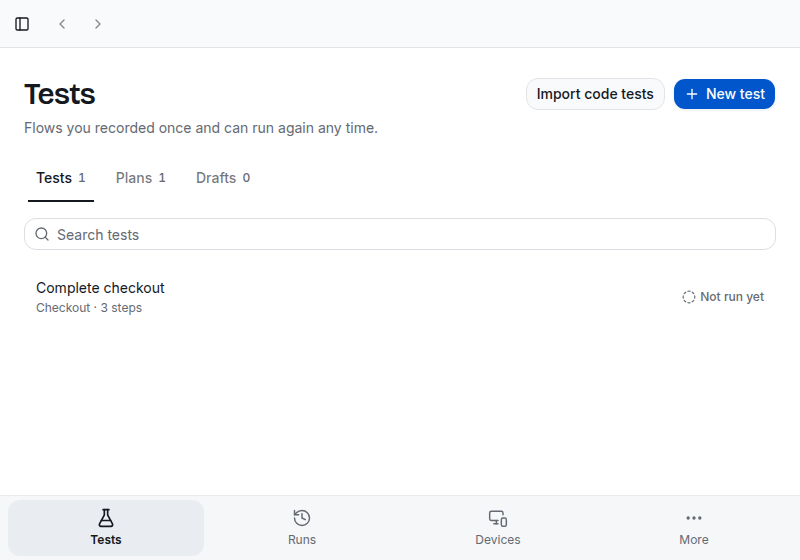 Tests
Import code tests
New test
Flows you recorded once and can run again any time.
Tests 1
Plans 1
Drafts 0
Search tests
Complete checkout
Checkout · 3 steps
Not run yet
Tests
Runs
Devices
More